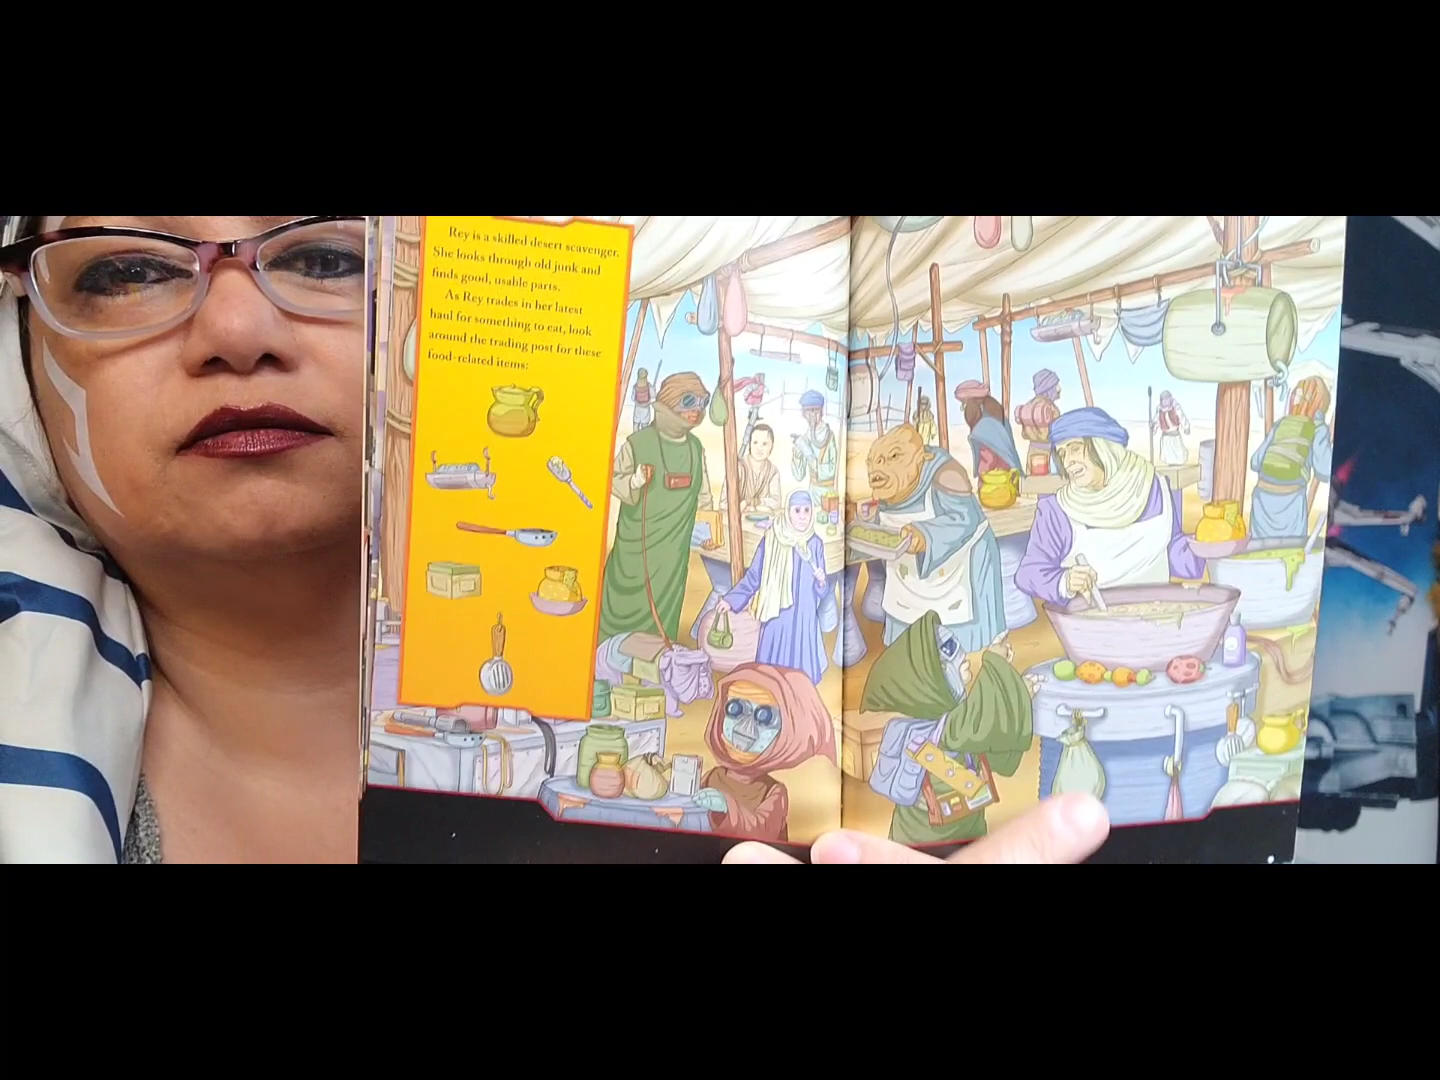 Rey is a skilled desert scavenger.
She looks through old junk and
finds good, usable parts.
As Rey trades in her latest
haul for something to eat, look
around the trading post for these
food-related items: